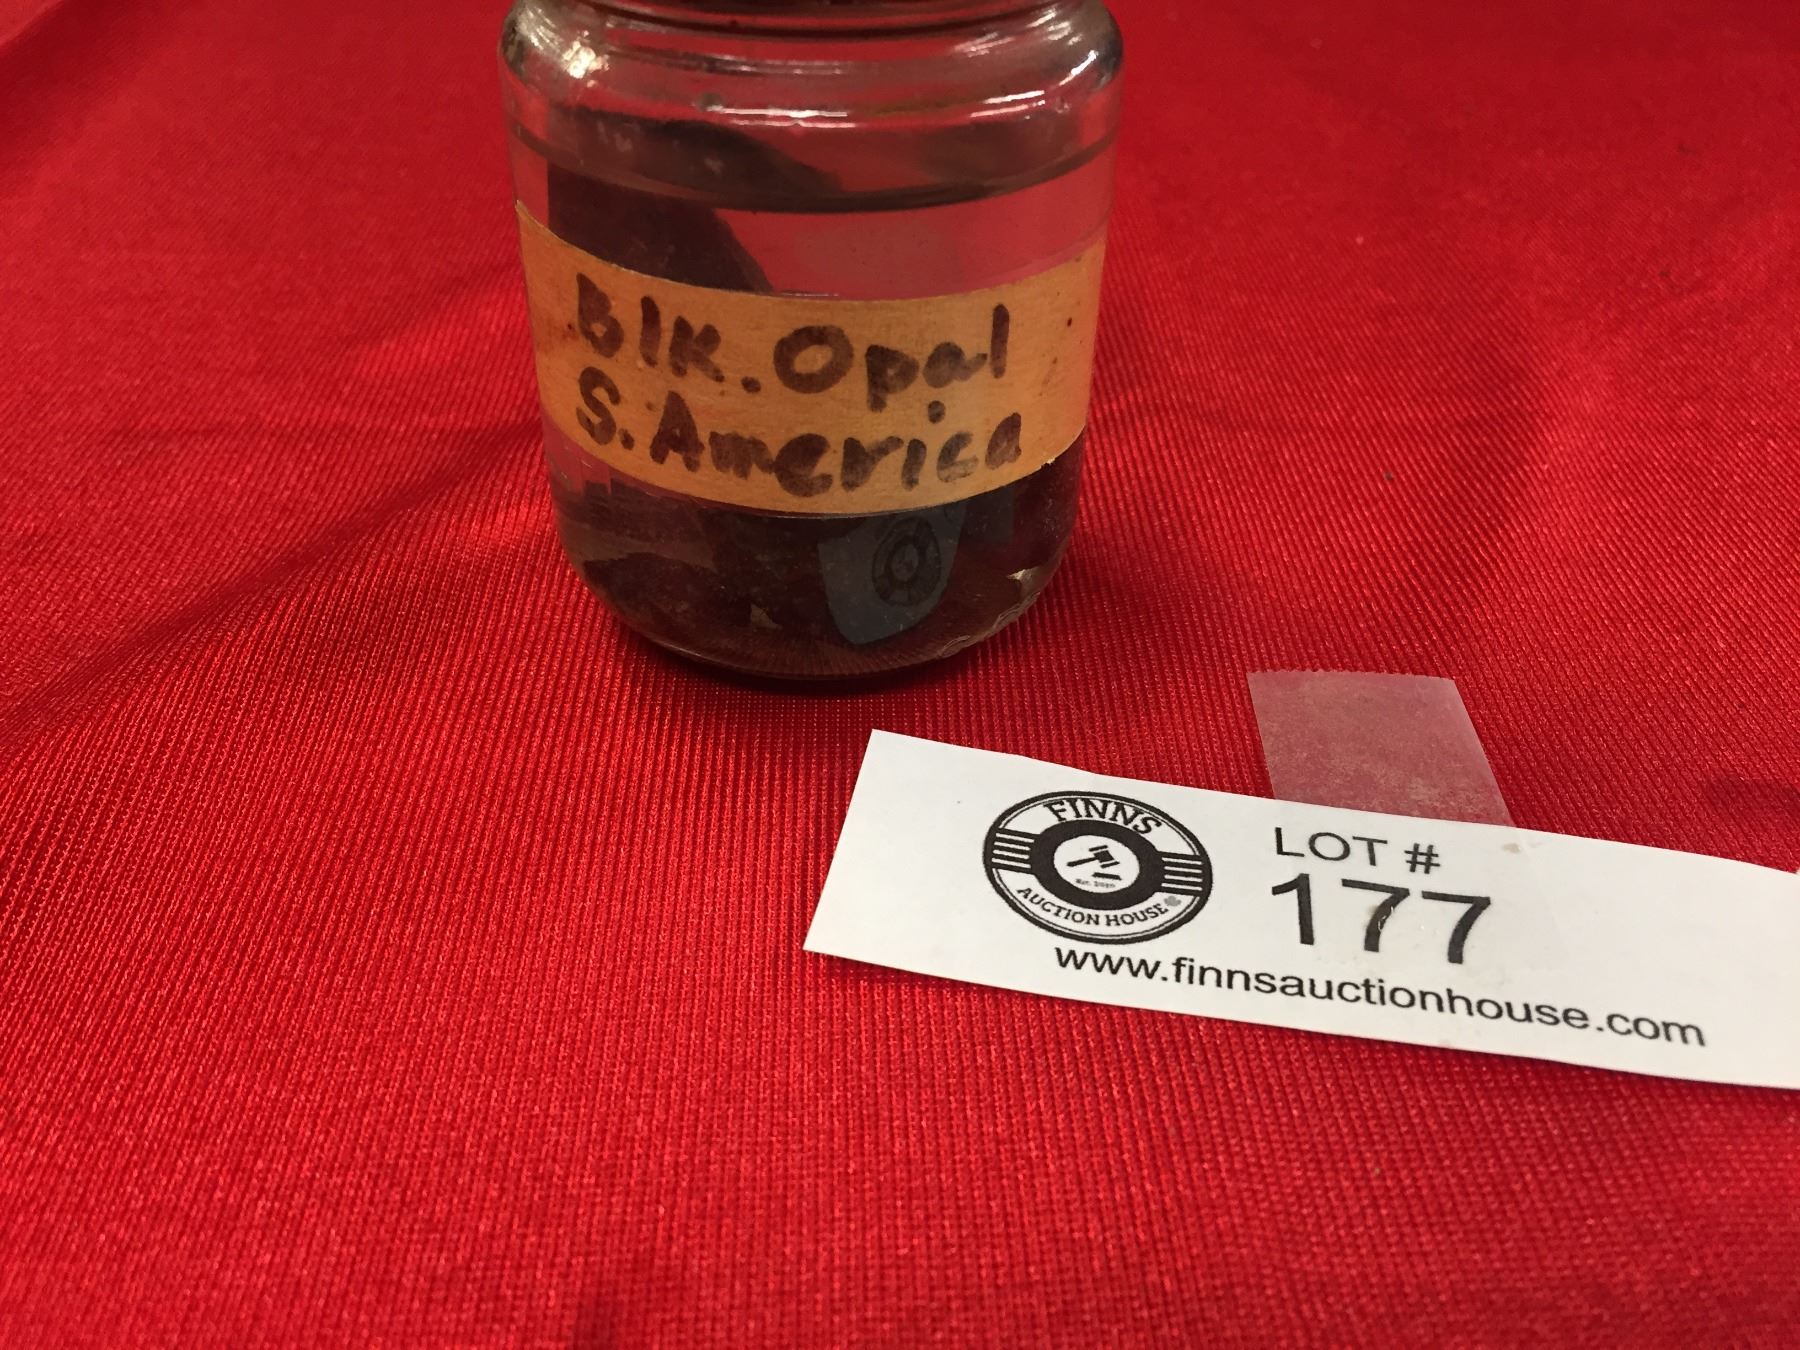 Blk. Opal
S. America
FINNS
AUCTION HOUSE
LOT #
177
www.finnsauctionhouse.com